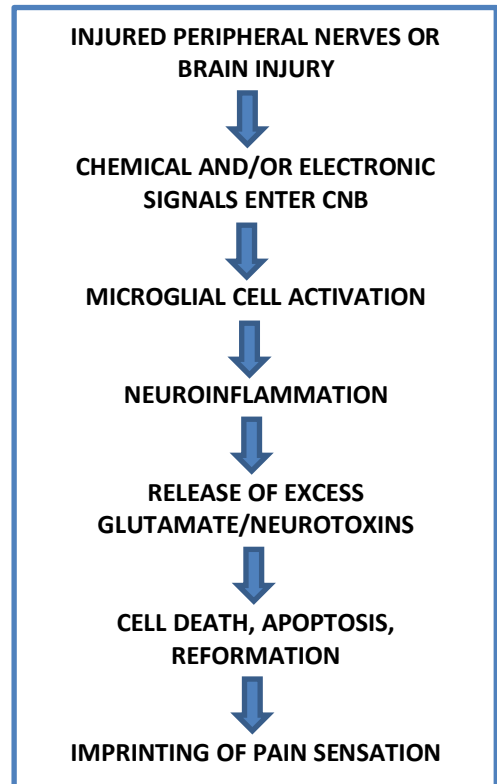 INJURED PERIPHERAL NERVES OR
BRAIN INJURY
CHEMICAL AND/OR ELECTRONIC
SIGNALS ENTER CNB
MICROGLIAL CELL ACTIVATION
NEUROINFLAMMATION
RELEASE OF EXCESS
GLUTAMATE/NEUROTOXINS
CELL DEATH, APOPTOSIS,
REFORMATION
IMPRINTING OF PAIN SENSATION